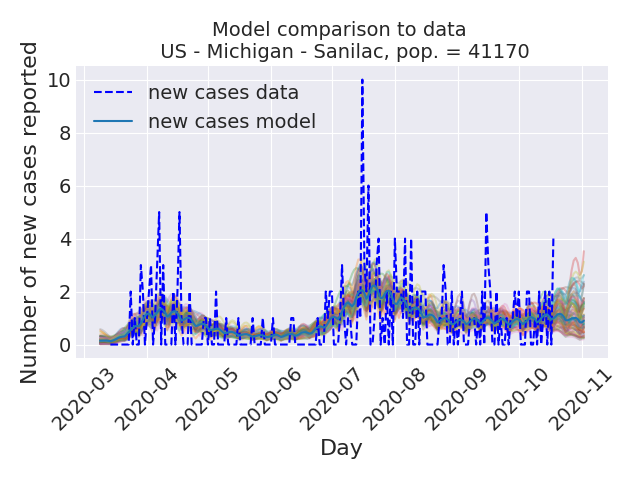 Model comparison to data
US - Michigan - Sanilac, pop. = 41170
new cases data
new cases model
Number of new cases reported
10
8
6
4
2
0
2020-03
2020-04
2020-05
2020-06
2020-07
2020-08
2020-09
2020-10
2020-11
Day